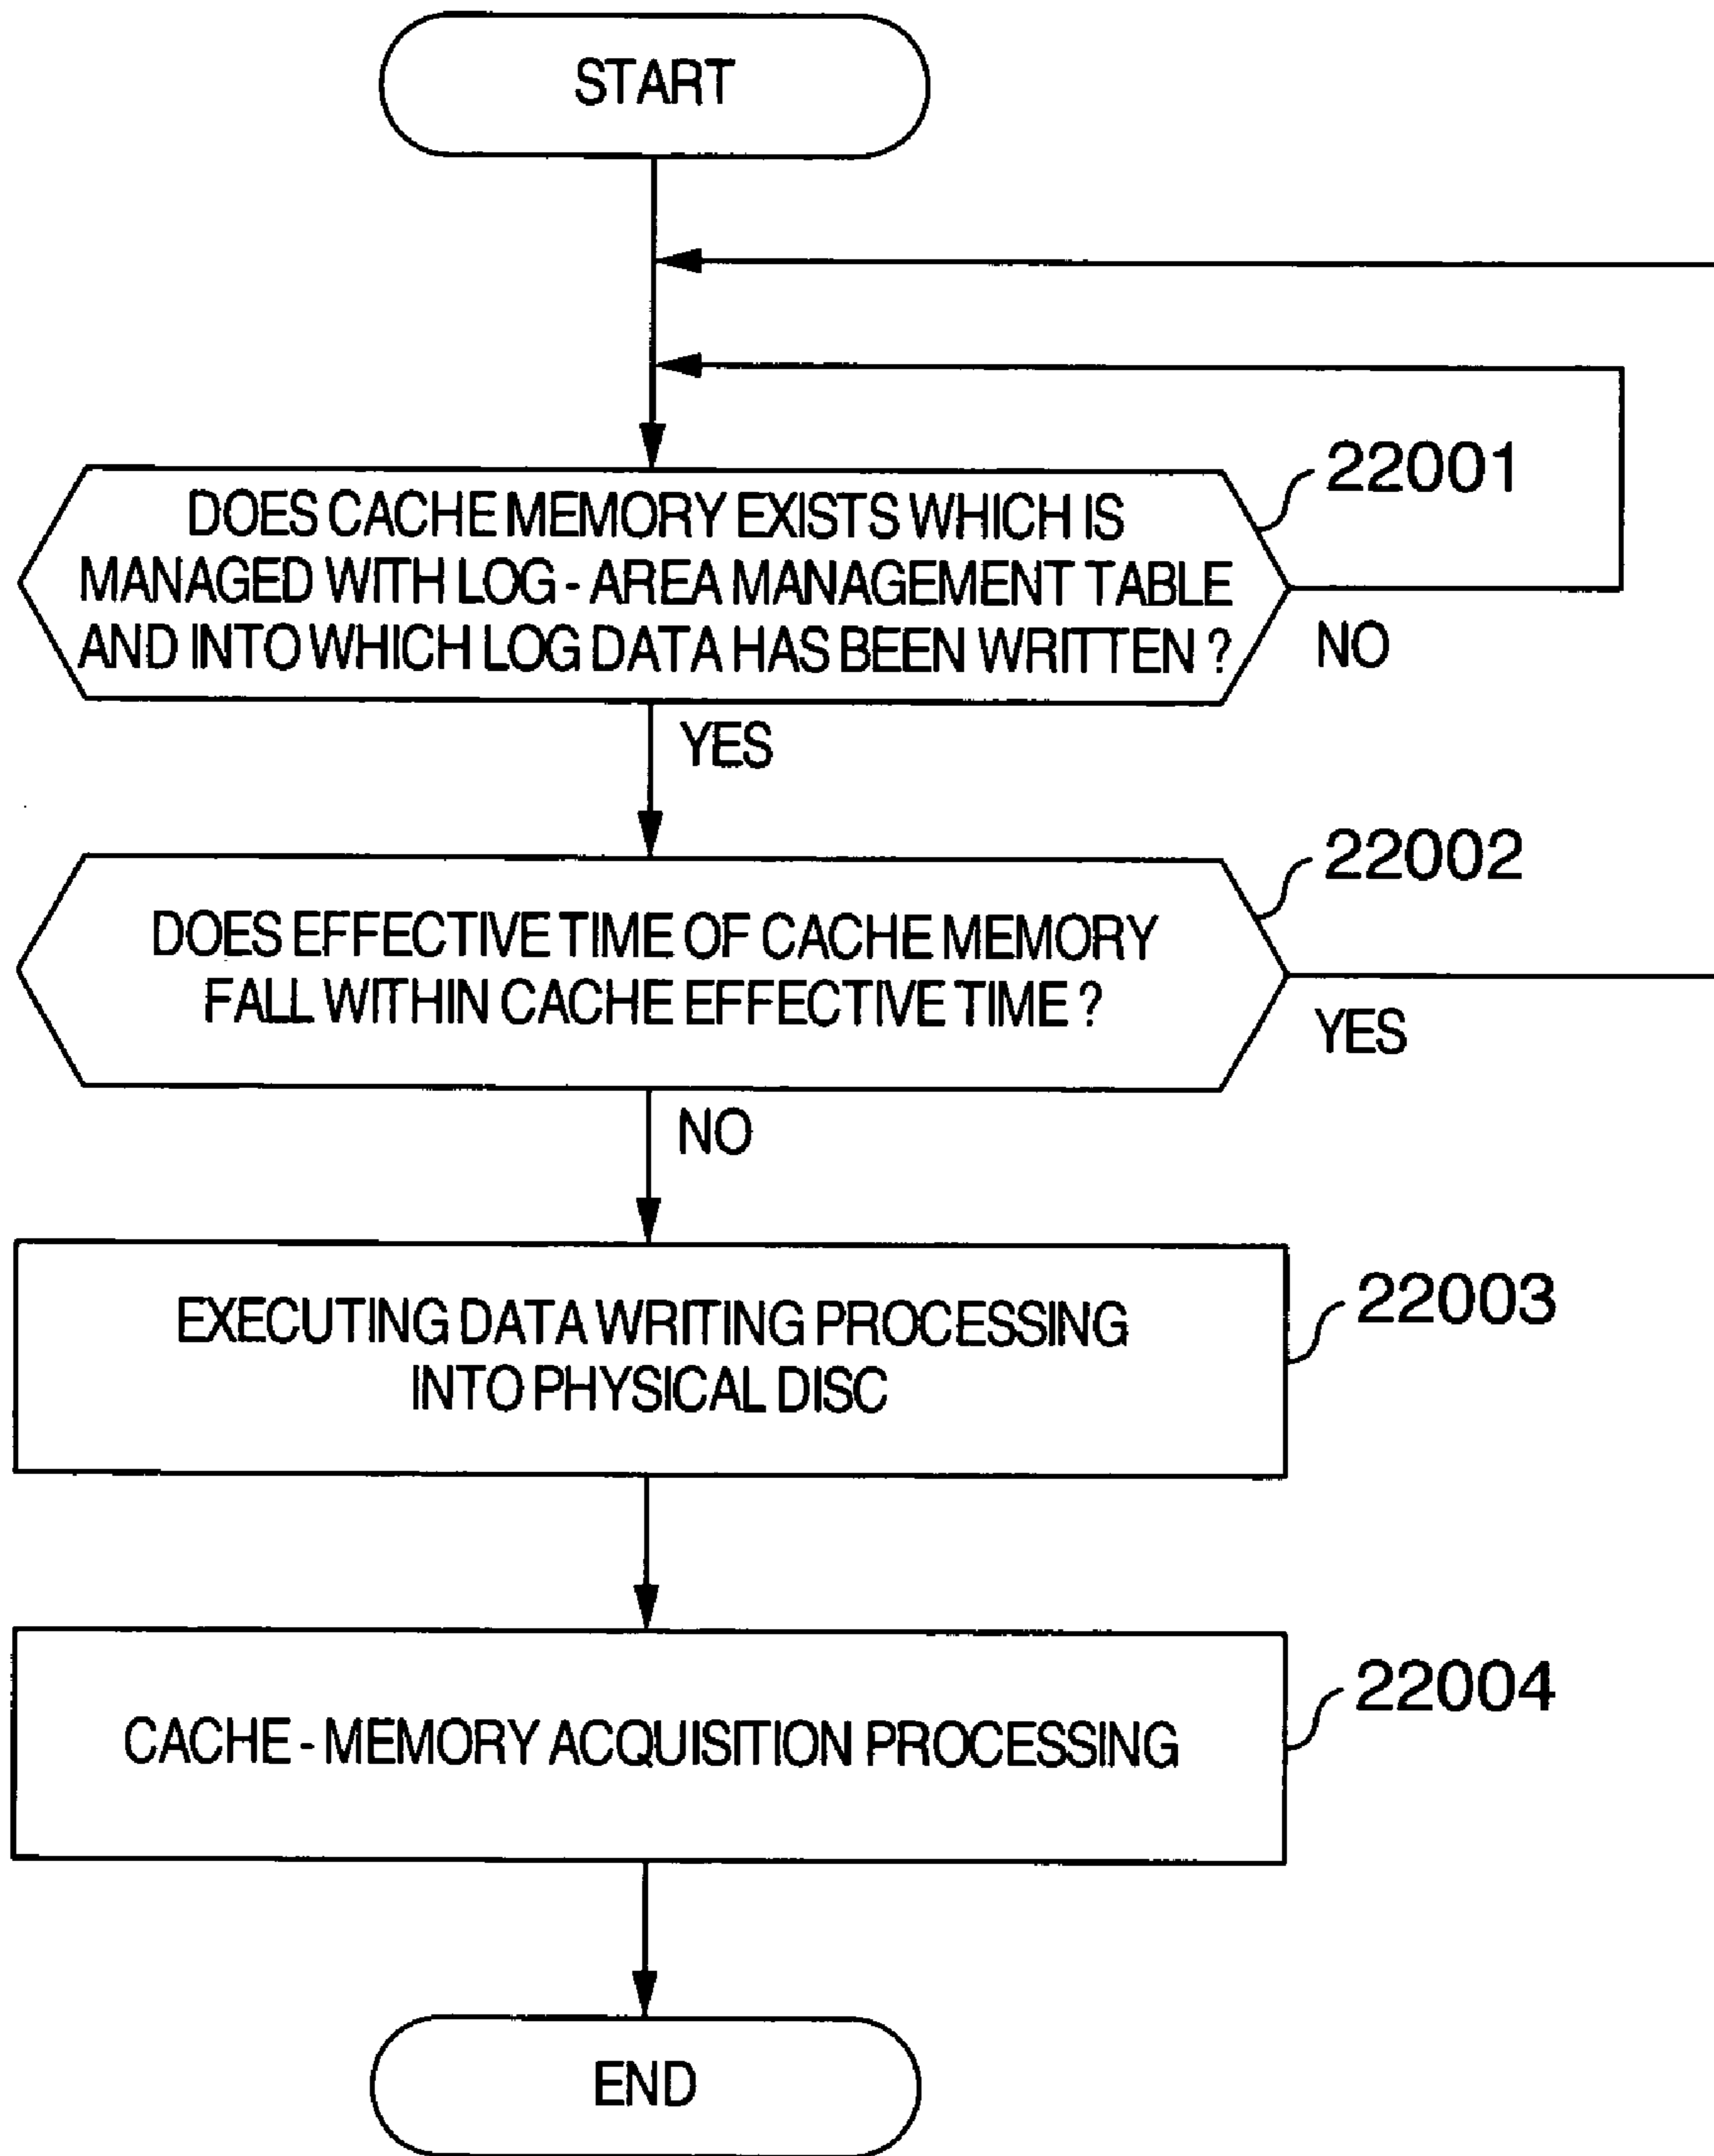 START
22001
DOES CACHE MEMORY EXISTS WHICH IS
MANAGED WITH LOG - AREA MANAGEMENT TABLE
AND INTO WHICH LOG DATA HAS BEEN WRITTEN ?
NO
YES
22002
DOES EFFECTIVE TIME OF CACHE MEMORY
FALL WITHIN CACHE EFFECTIVE TIME ?
YES
NO
22003
EXECUTING DATA WRITING PROCESSING
INTO PHYSICAL DISC
22004
CACHE - MEMORY ACQUISITION PROCESSING
END